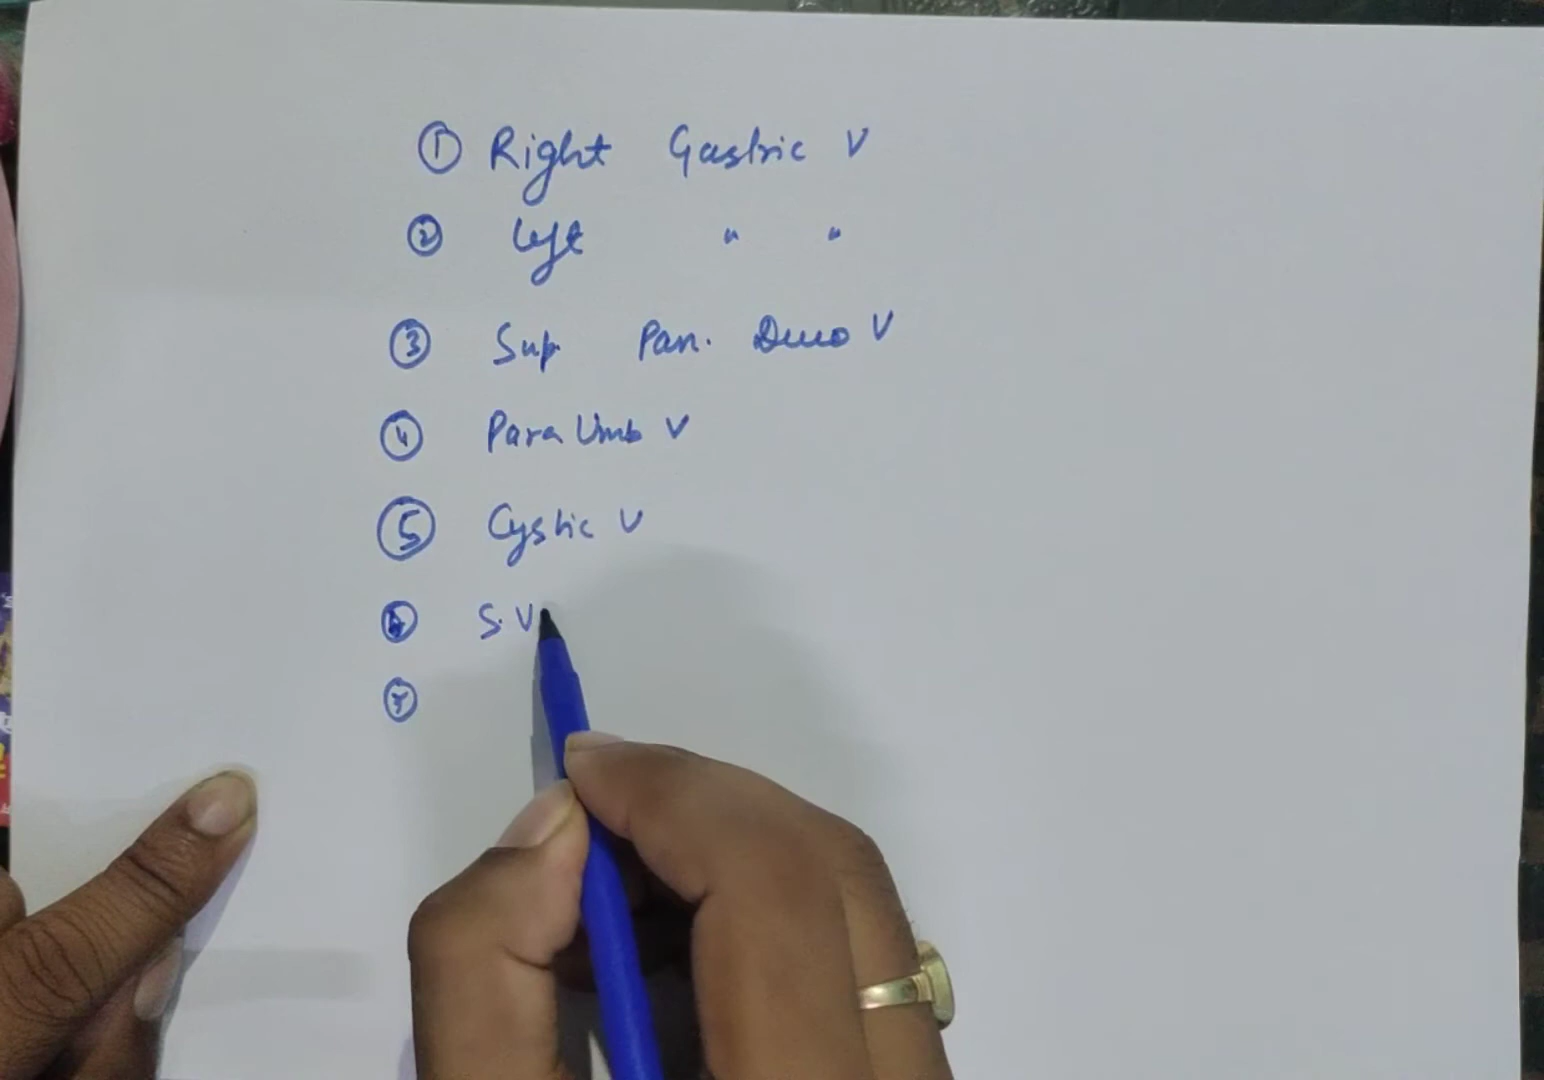 ① Right Gastric V
② Left " "
③ Sup. Pan. Duo V
④ Para Umb V
⑤ Cystic V
⑥ S. V
⑦